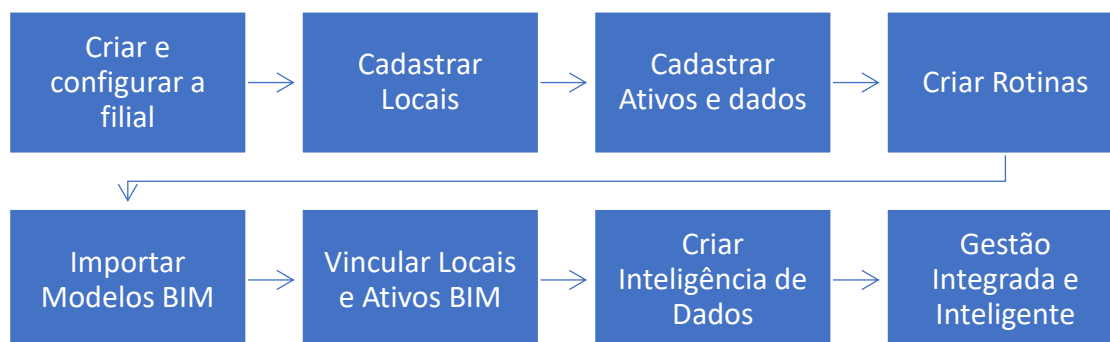 Criar e
configurar a
filial
Cadastrar
Locais
Cadastrar
Ativos e dados
Criar Rotinas
Importar
Modelos BIM
Vincular Locais
e Ativos BIM
Criar
Inteligência de
Dados
Gestão
Integrada e
Inteligente